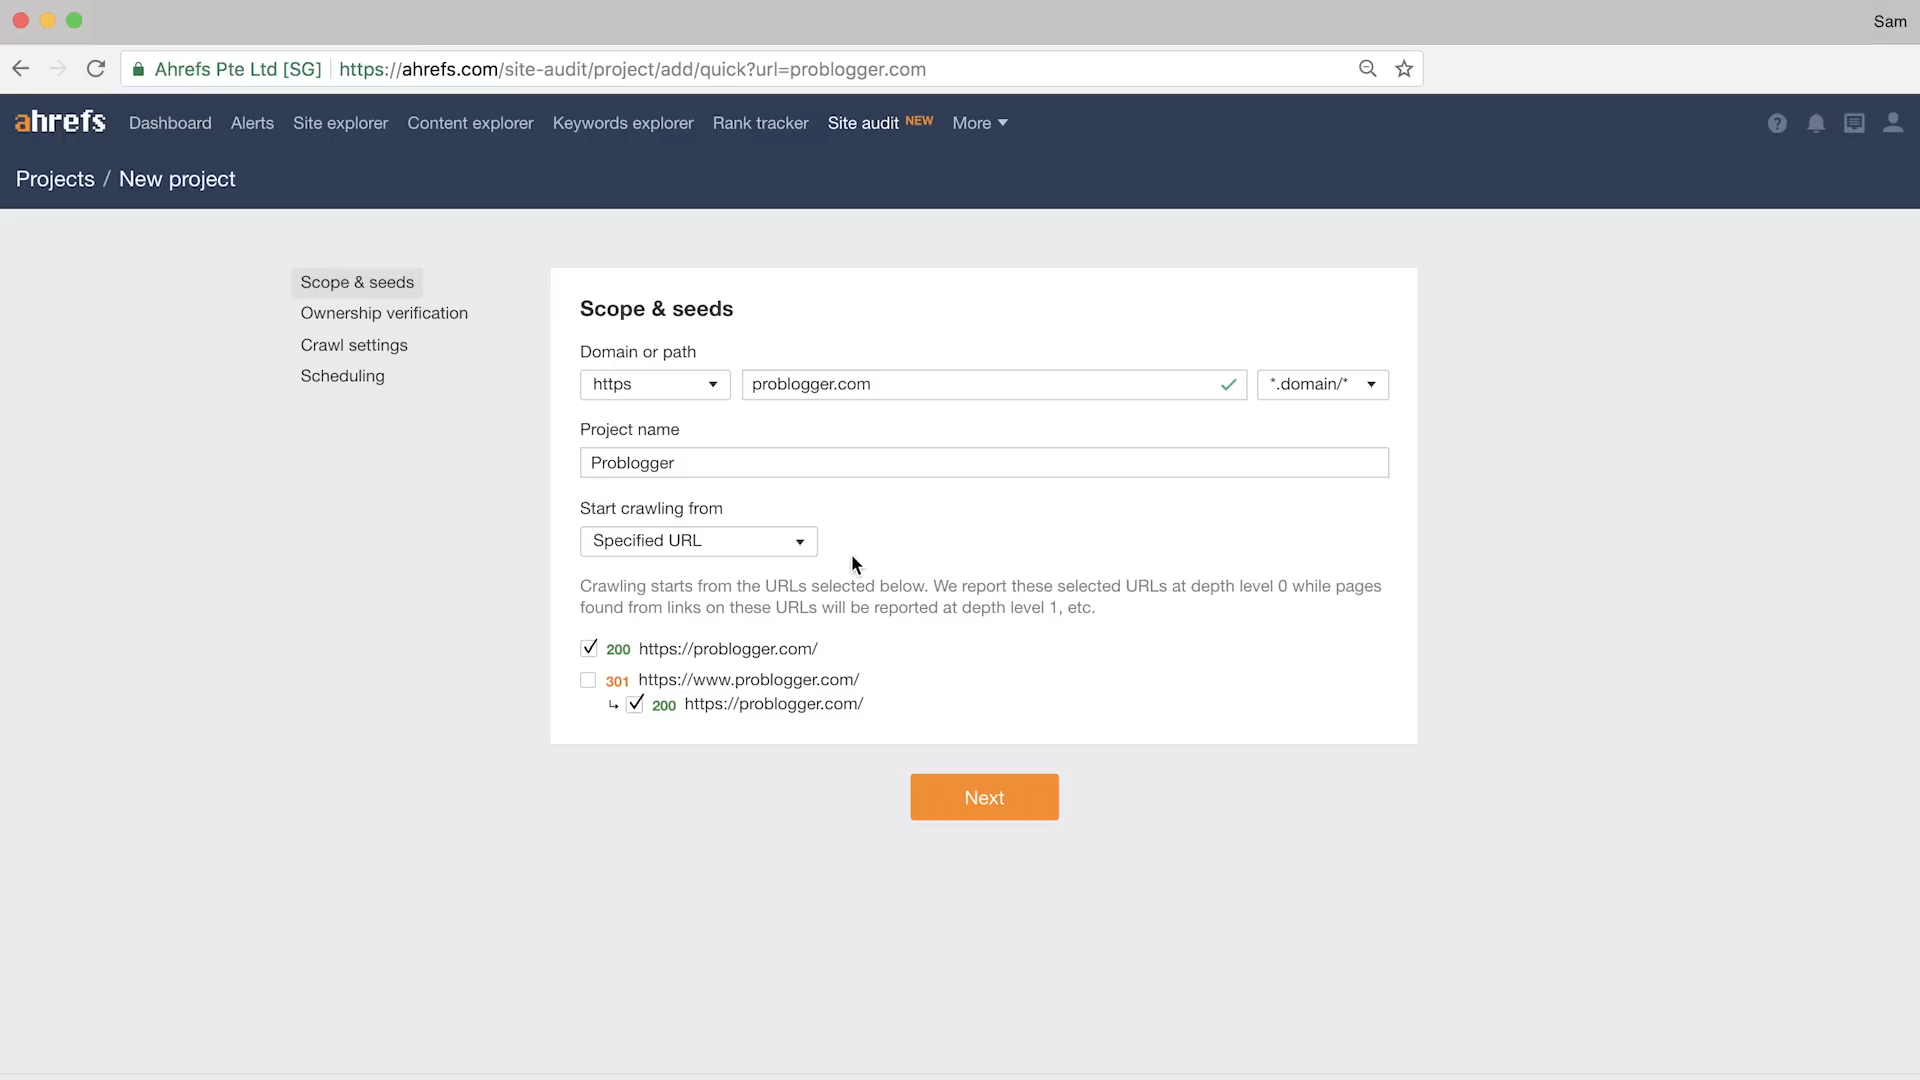 Sam
Ahrefs Pte Ltd [SG] https://ahrefs.com/site-audit/project/add/quick?url=problogger.com
ahrefs Dashboard Alerts Site explorer Content explorer Keywords explorer Rank tracker Site audit NEW More
Projects / New project
Scope & seeds
Ownership verification
Crawl settings
Scheduling
Scope & seeds
Domain or path
https problogger.com *.domain/*
Project name
Problogger
Start crawling from
Specified URL
Crawling starts from the URLs selected below. We report these selected URLs at depth level 0 while pages
found from links on these URLs will be reported at depth level 1, etc.
200 https://problogger.com/
301 https://www.problogger.com/
200 https://problogger.com/
Next